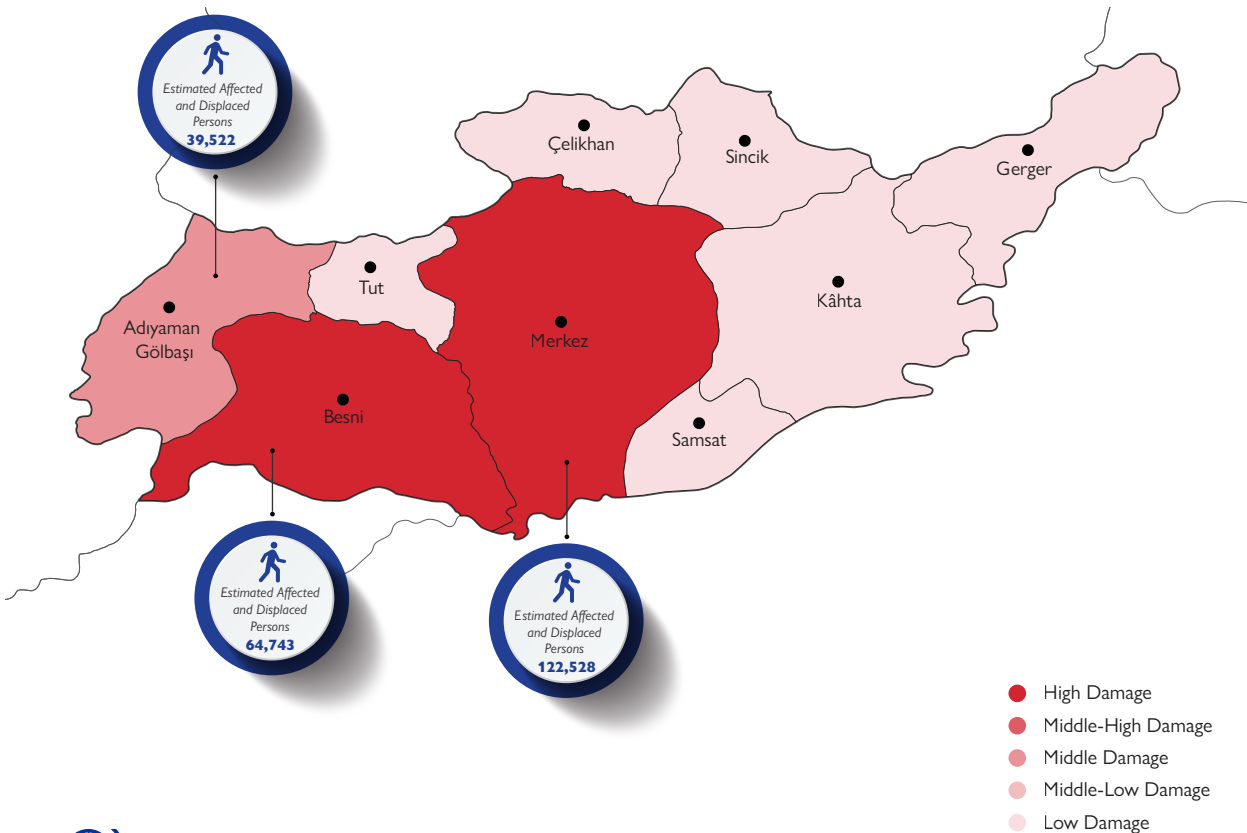 Estimated Affected
and Displaced
Persons
39,522
Çelikhan
Sincik
Gerger
Tut
Kâhta
Adıyaman
Gölbaşı
Merkez
Besni
Samsat
Estimated Affected
and Displaced
Persons
64,743
Estimated Affected
and Displaced
Persons
122,528
High Damage
Middle-High Damage
Middle Damage
Middle-Low Damage
Low Damage